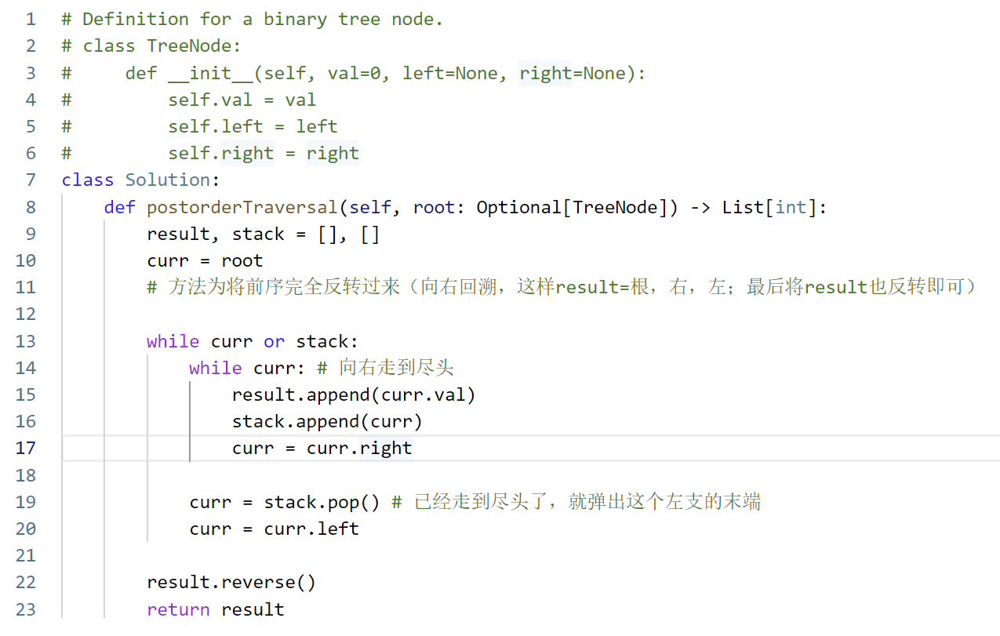 1 # Definition for a binary tree node.
2 # class TreeNode:
3 #     def __init__(self, val=0, left=None, right=None):
4 #         self.val = val
5 #         self.left = left
6 #         self.right = right
7 class Solution:
8     def postorderTraversal(self, root: Optional[TreeNode]) -> List[int]:
9         result, stack = [], []
10         curr = root
11         # 方法为将前序完全反转过来（向右回溯，这样result=根，右，左；最后将result也反转即可）
12
13         while curr or stack:
14             while curr: # 向右走到尽头
15                 result.append(curr.val)
16                 stack.append(curr)
17                 curr = curr.right
18
19             curr = stack.pop() # 已经走到尽头了，就弹出这个左支的末端
20             curr = curr.left
21
22         result.reverse()
23         return result